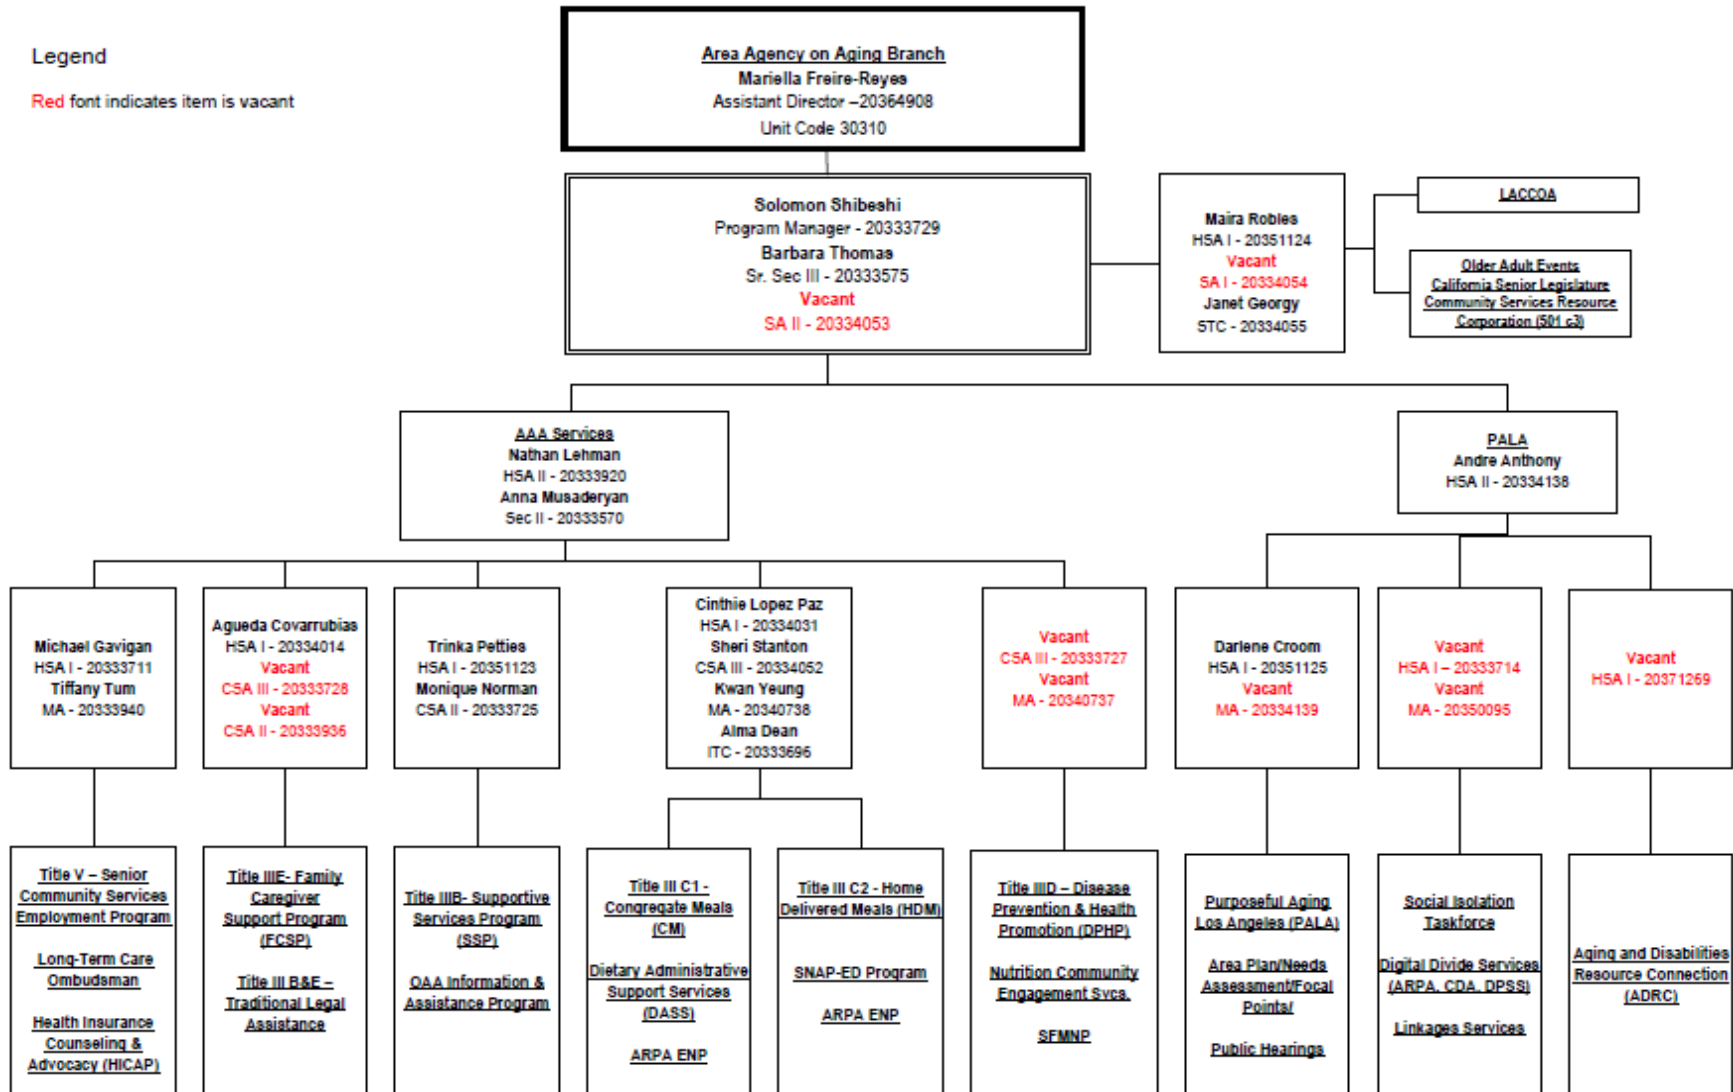 Legend
Red font indicates item is vacant
Area Agency on Aging Branch
Mariella Freire-Reyes
Assistant Director –20364908
Unit Code 30310
Solomon Shibeshi
Program Manager - 20333729
Barbara Thomas
Sr. Sec III - 20333575
Vacant
SA II - 20334053
Maira Robles
HSA I - 20351124
Vacant
SA I - 20334054
Janet Georgy
STC - 20334055
LACCOA
Older Adult Events
California Senior Legislature
Community Services Resource
Corporation (501 c3)
AAA Services
Nathan Lehman
HSA II - 20333920
Anna Musaderyan
Sec II - 20333570
PALA
Andre Anthony
HSA II - 20334138
Michael Gavigan
HSA I - 20333711
Tiffany Tum
MA - 20333940
Agueda Covarrubias
HSA I - 20334014
Vacant
CSA III - 20333728
Vacant
CSA II - 20333936
Trinka Petties
HSA I - 20351123
Monique Norman
CSA II - 20333725
Cinthie Lopez Paz
HSA I - 20334031
Sheri Stanton
CSA III - 20334052
Kwan Yeung
MA - 20340738
Alma Dean
ITC - 20333696
Vacant
CSA III - 20333727
Vacant
MA - 20340737
Darlene Croom
HSA I - 20351125
Vacant
MA - 20334139
Vacant
HSA I – 20333714
Vacant
MA - 20350095
Vacant
HSA I - 20371269
Title V – Senior
Community Services
Employment Program
Long-Term Care
Ombudsman
Health Insurance
Counseling &
Advocacy (HICAP)
Title IIIE- Family
Caregiver
Support Program
(FCSP)
Title III B&E –
Traditional Legal
Assistance
Title IIIB- Supportive
Services Program
(SSP)
OAA Information &
Assistance Program
Title III C1 -
Congregate Meals
(CM)
Dietary Administrative
Support Services
(DASS)
ARPA ENP
Title III C2 - Home
Delivered Meals (HDM)
SNAP-ED Program
ARPA ENP
Title IIID – Disease
Prevention & Health
Promotion (DPHP)
Nutrition Community
Engagement Svcs.
SFMNP
Purposeful Aging
Los Angeles (PALA)
Area Plan/Needs
Assessment/Focal
Points/
Public Hearings
Social Isolation
Taskforce
Digital Divide Services
(ARPA, CDA, DPSS)
Linkages Services
Aging and Disabilities
Resource Connection
(ADRC)